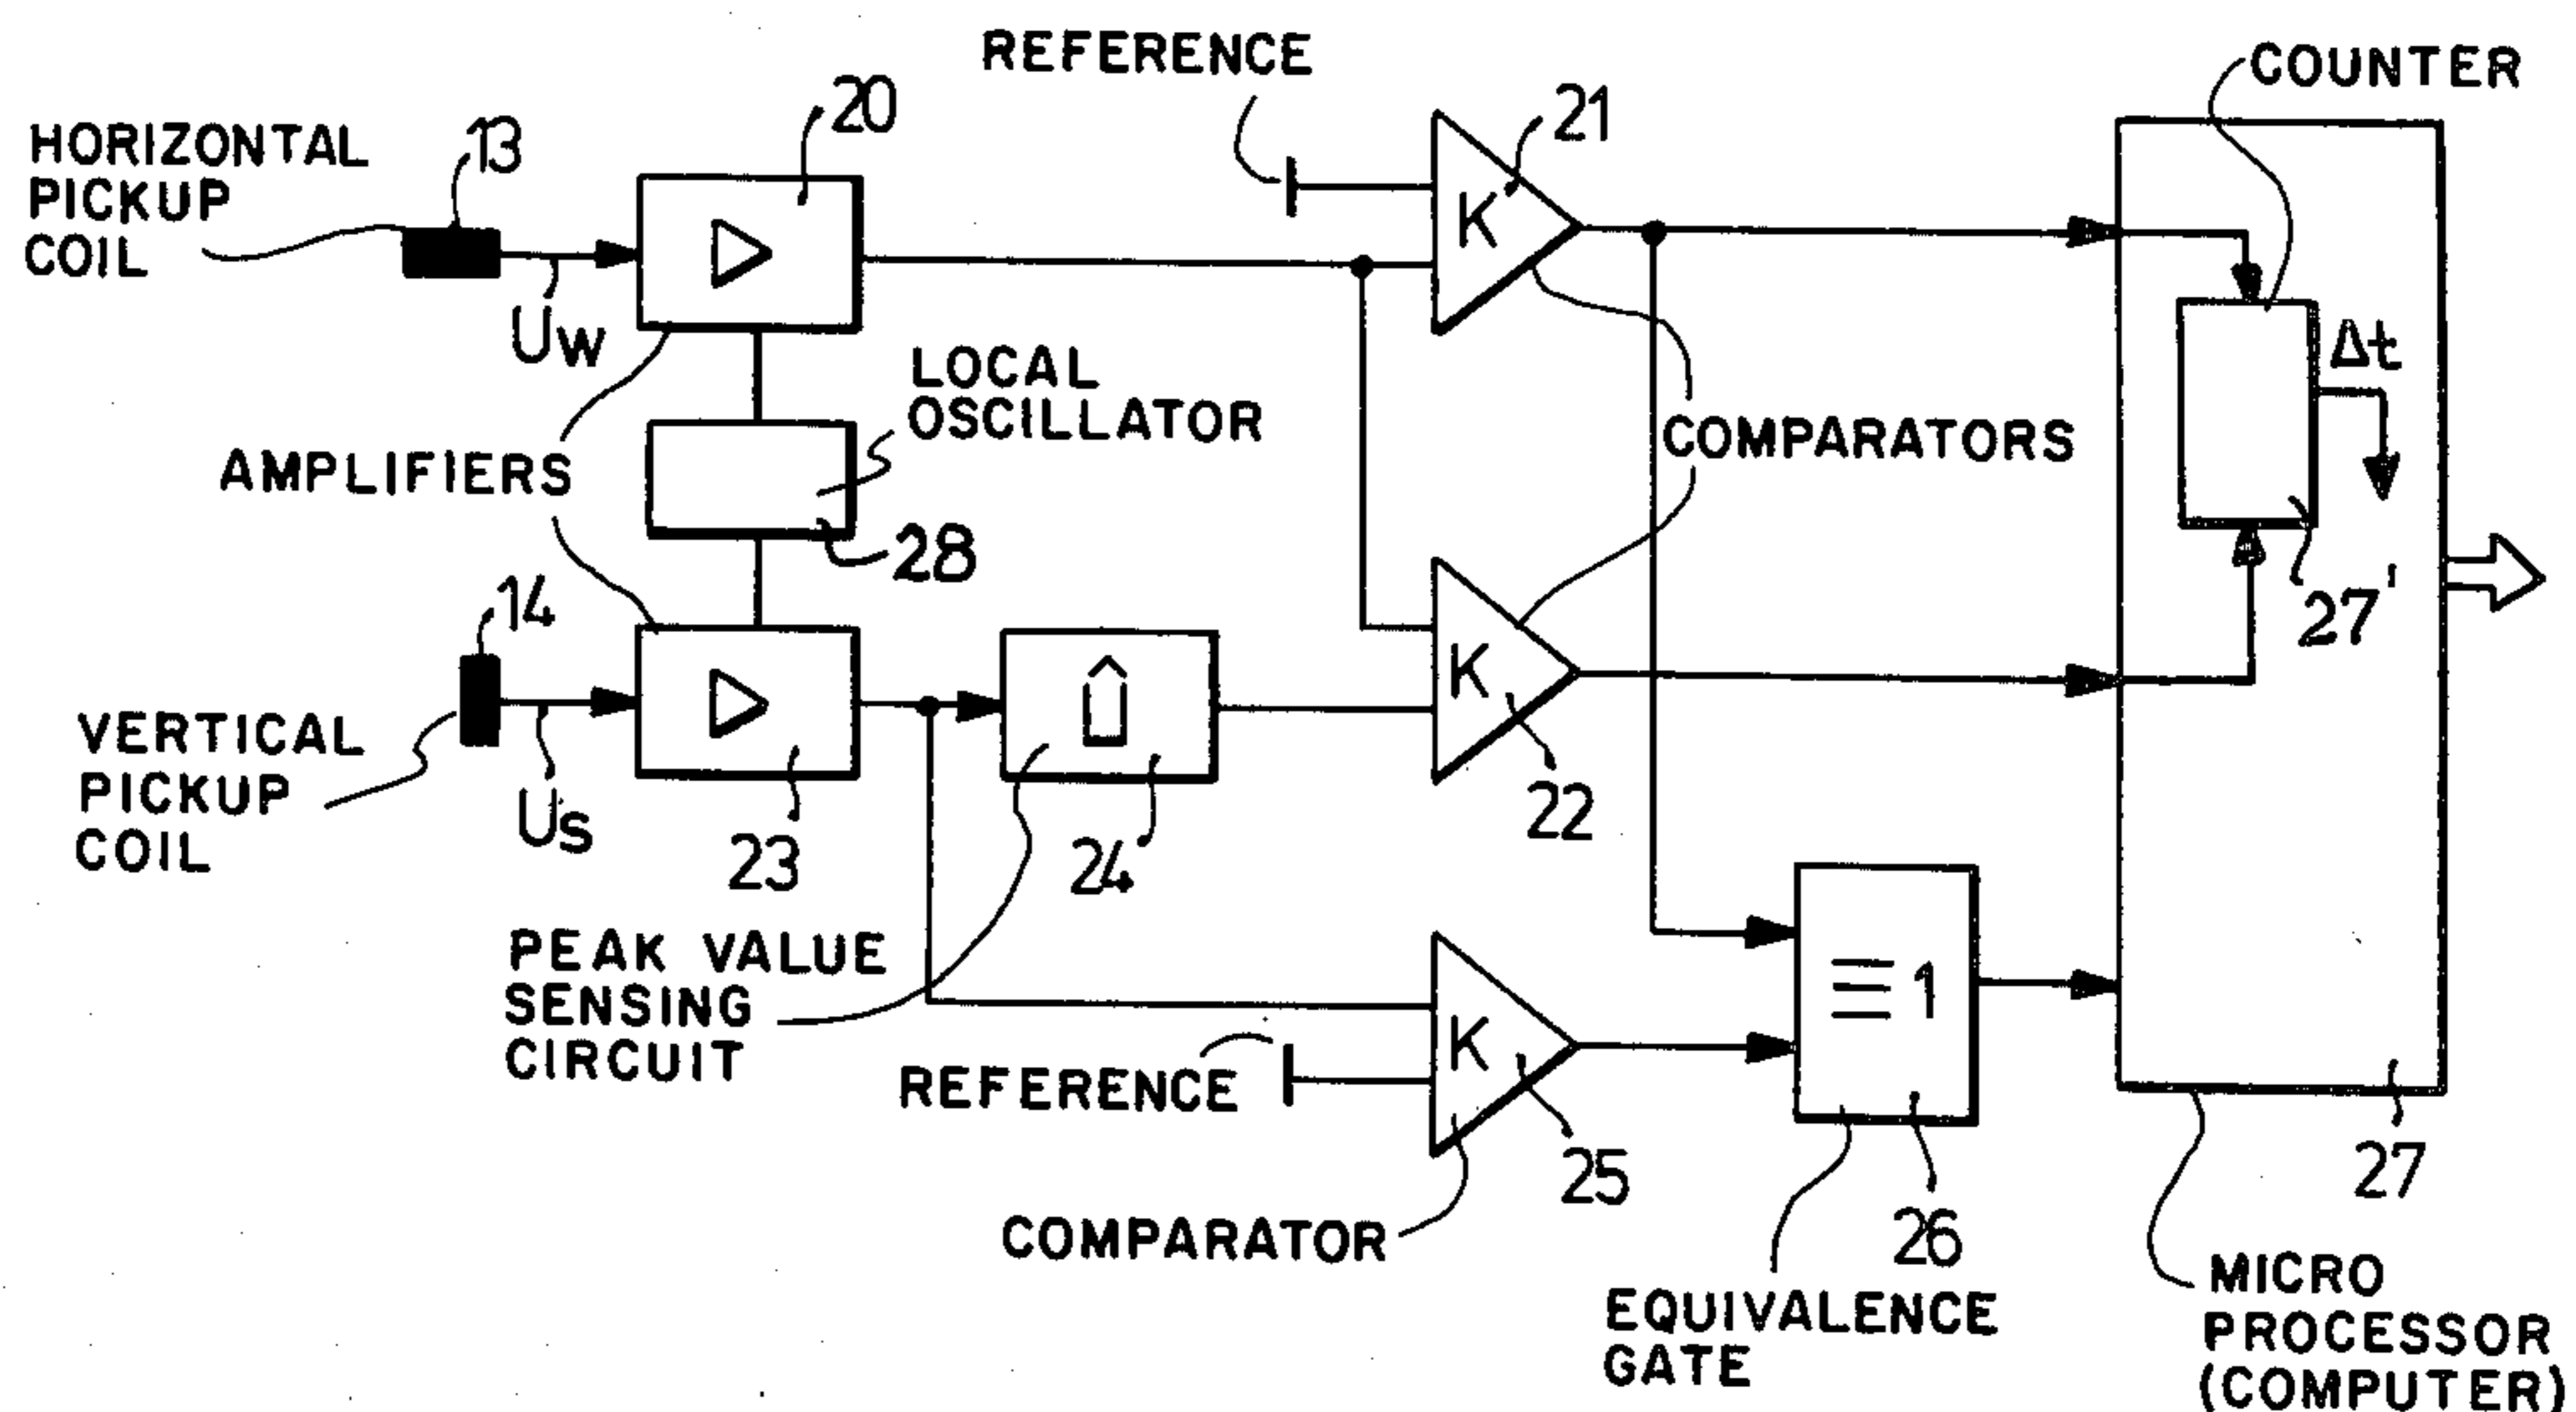 REFERENCE
COUNTER
HORIZONTAL
PICKUP
COIL
13
20
21
K
Uw
LOCAL
OSCILLATOR
AMPLIFIERS
28
COMPARATORS
Δt
27'
14
VERTICAL
PICKUP
COIL
Us
23
24
K
22
PEAK VALUE
SENSING
CIRCUIT
REFERENCE
K
25
COMPARATOR
≡ 1
26
EQUIVALENCE
GATE
27
MICRO
PROCESSOR
(COMPUTER)